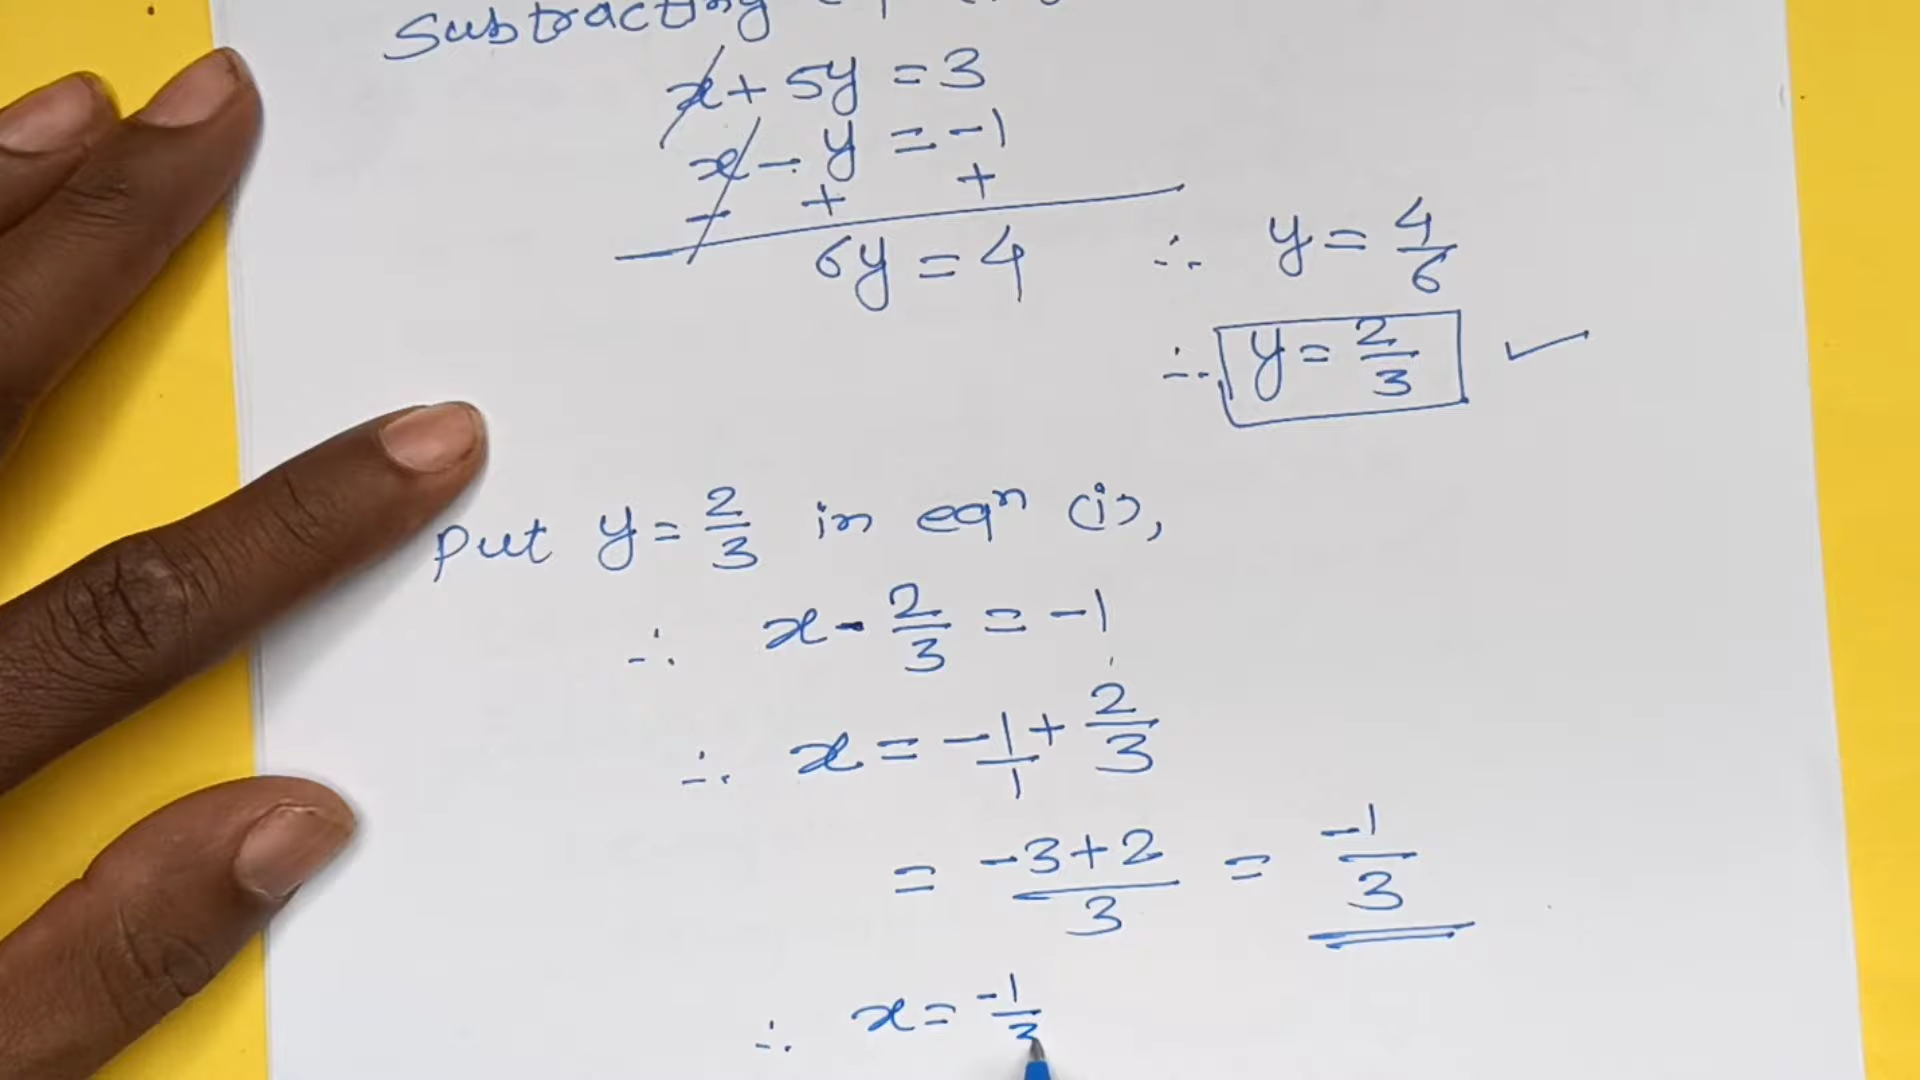 Subtracting
x + 5y = 3
x - y = -1
- + +
6y = 4 ∴ y = 4/6
∴ y = 2/3 ✓
Put y = 2/3 in eqⁿ (i),
∴ x - 2/3 = -1
∴ x = -1/1 + 2/3
= -3+2/3 = -1/3
∴ x = -1/3